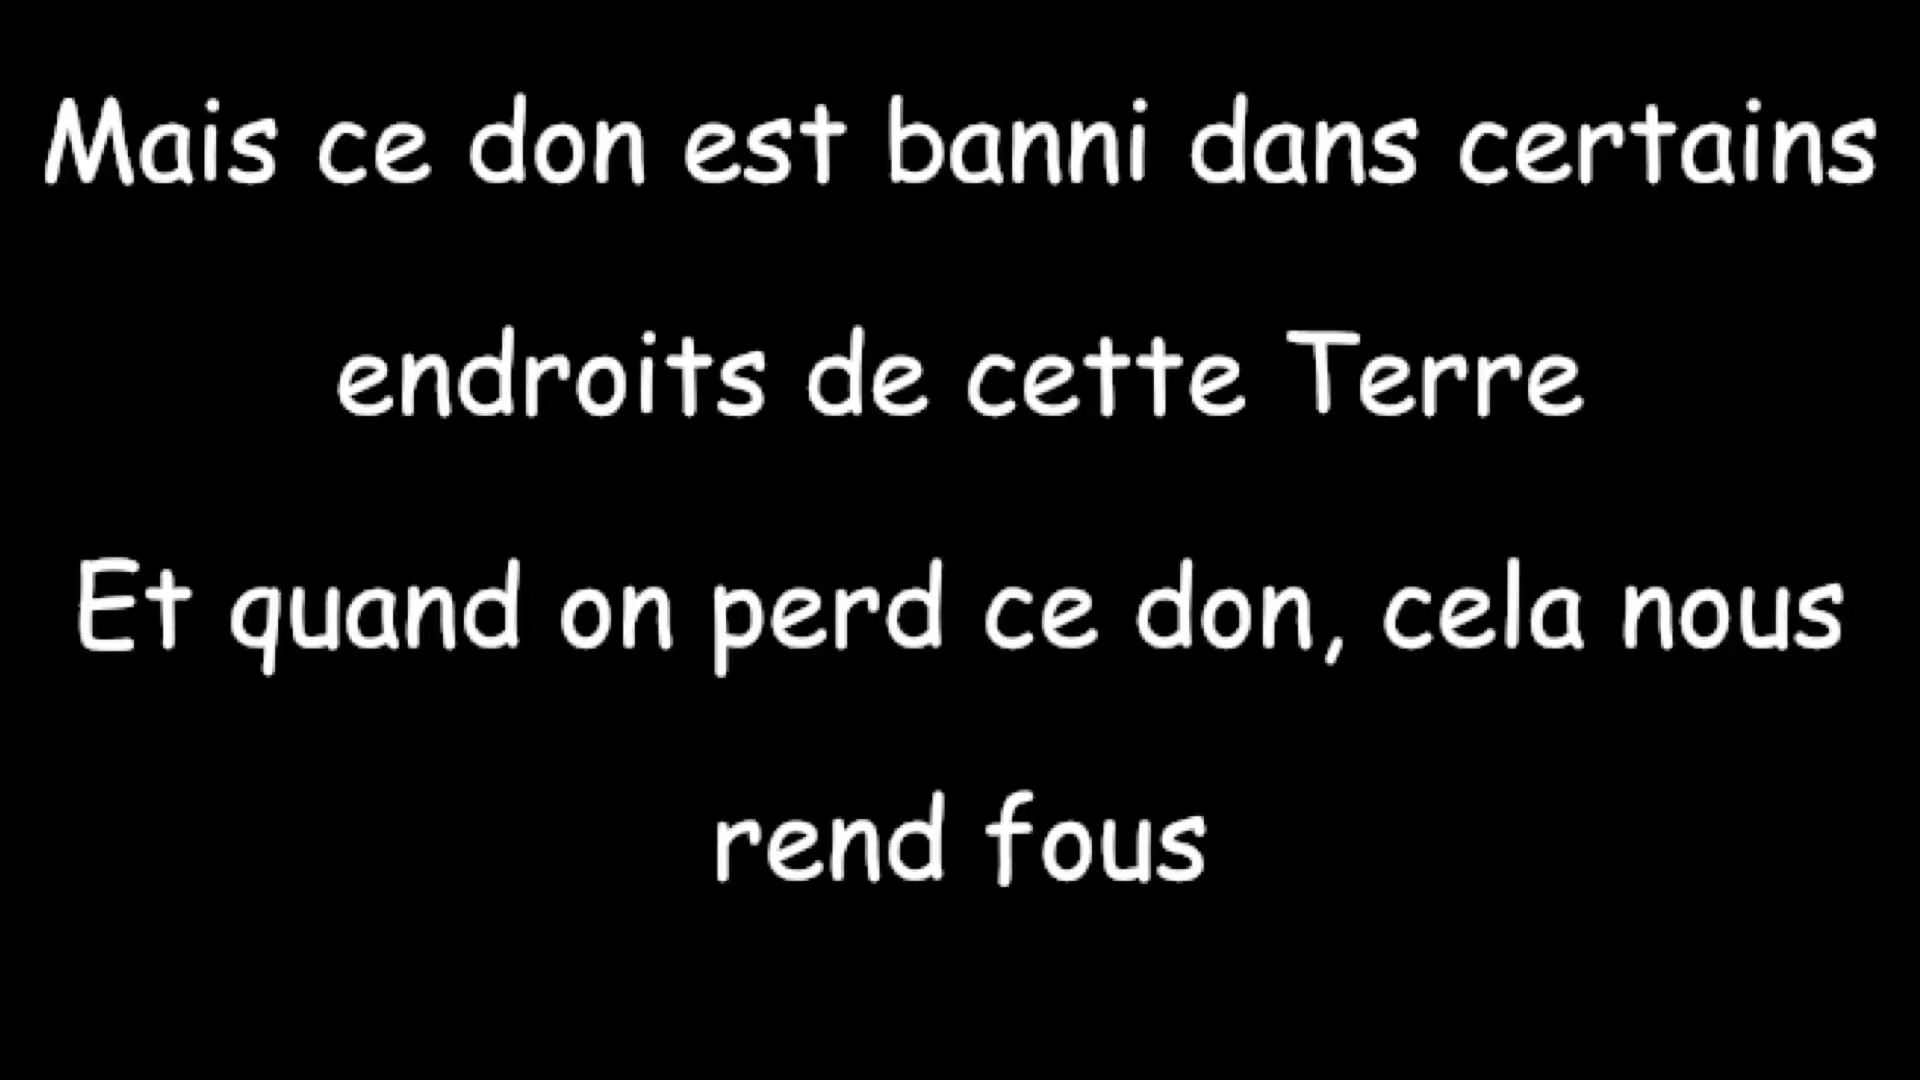 Mais ce don est banni dans certains
endroits de cette Terre
Et quand on perd ce don, cela nous
rend fous